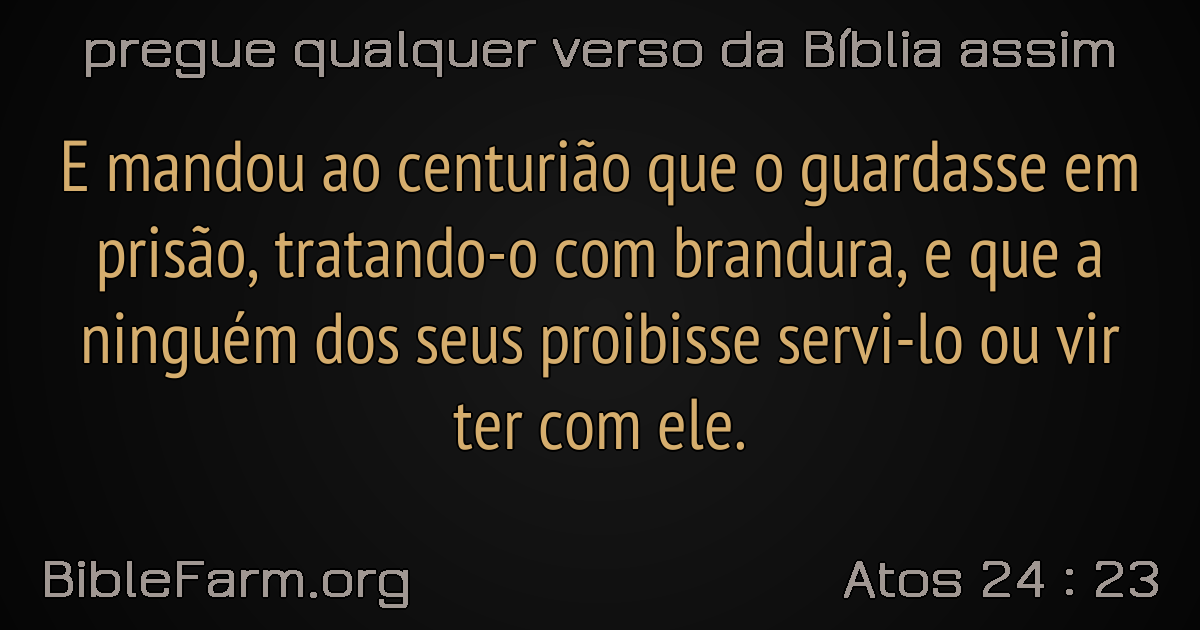 pregue qualquer verso da Bíblia assim
E mandou ao centurião que o guardasse em
prisão, tratando-o com brandura, e que a
ninguém dos seus proibisse servi-lo ou vir
ter com ele.
BibleFarm.org
Atos 24 : 23